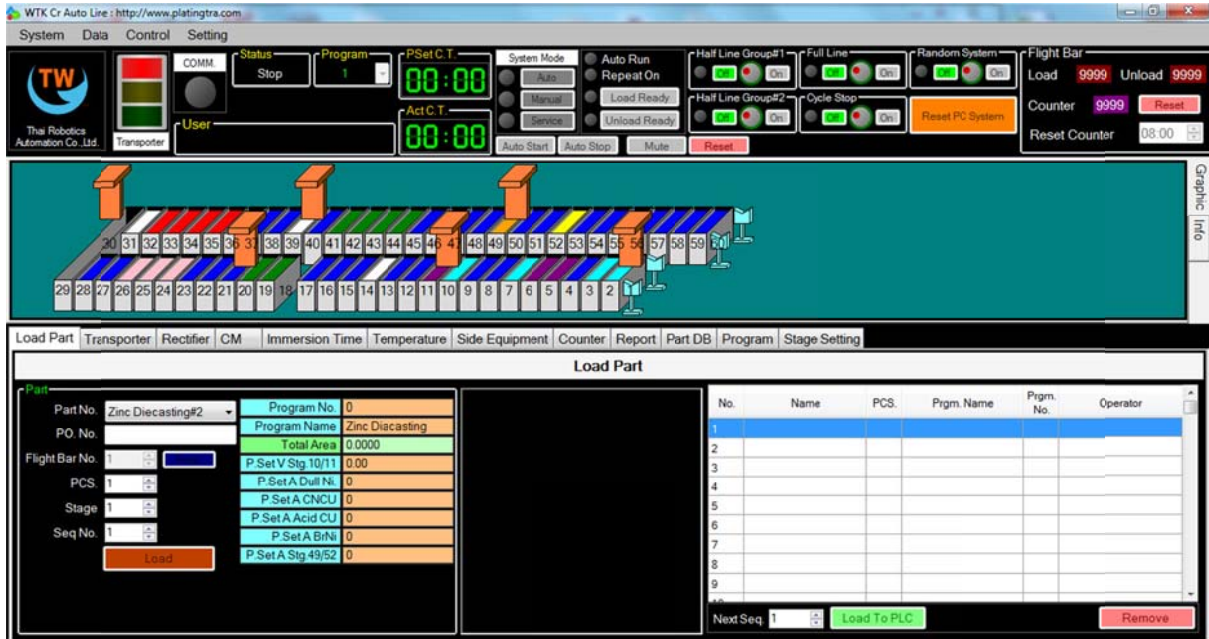 WTK Cr Auto Lire : http://www.platingtra.com
System Data Control Setting
TW
Thai Robotics
Automation Co.,Ltd.
Transpoter
COMM.
Status
Stop
Program
1
User
PSet C.T.
00:00
Act C.T.
00:00
System Mode
Auto
Manual
Service
Auto Run
Repeat On
Load Ready
Unload Ready
Auto Start Auto Stop Mute Reset
Half Line Group#1
Off On
Full Line
Off On
Random System
Off On
Half Line Group#2
Off On
Cycle Stop
Off On
Reset PC System
Flight Bar
Load 9999 Unload 9999
Counter 9999 Reset
Reset Counter 08:00
Graphic
Info
30 31 32 33 34 35 36 37 38 39 40 41 42 43 44 45 46 47 48 49 50 51 52 53 54 55 56 57 58 59 60
29 28 27 26 25 24 23 22 21 20 19 18 17 16 15 14 13 12 11 10 9 8 7 6 5 4 3 2
Load Part Transporter Rectifier CM Immersion Time Temperature Side Equipment Counter Report Part DB Program Stage Setting
Load Part
Part
Part No. Zinc Diecasting#2
PO. No.
Flight Bar No. 1
PCS. 1
Stage 1
Seq No. 1
Load
Program No. 0
Program Name Zinc Diacasting
Total Area 0.0000
P.Set V Stg.10/11 0.00
P.Set A Dull Ni. 0
P.Set A CNCU 0
P.Set A Acid CU 0
P.Set A BrNi 0
P.Set A Stg.49/52 0
No. Name PCS. Prgm. Name Prgm. No. Operator
1
2
3
4
5
6
7
8
9
Next Seq. 1 Load To PLC Remove